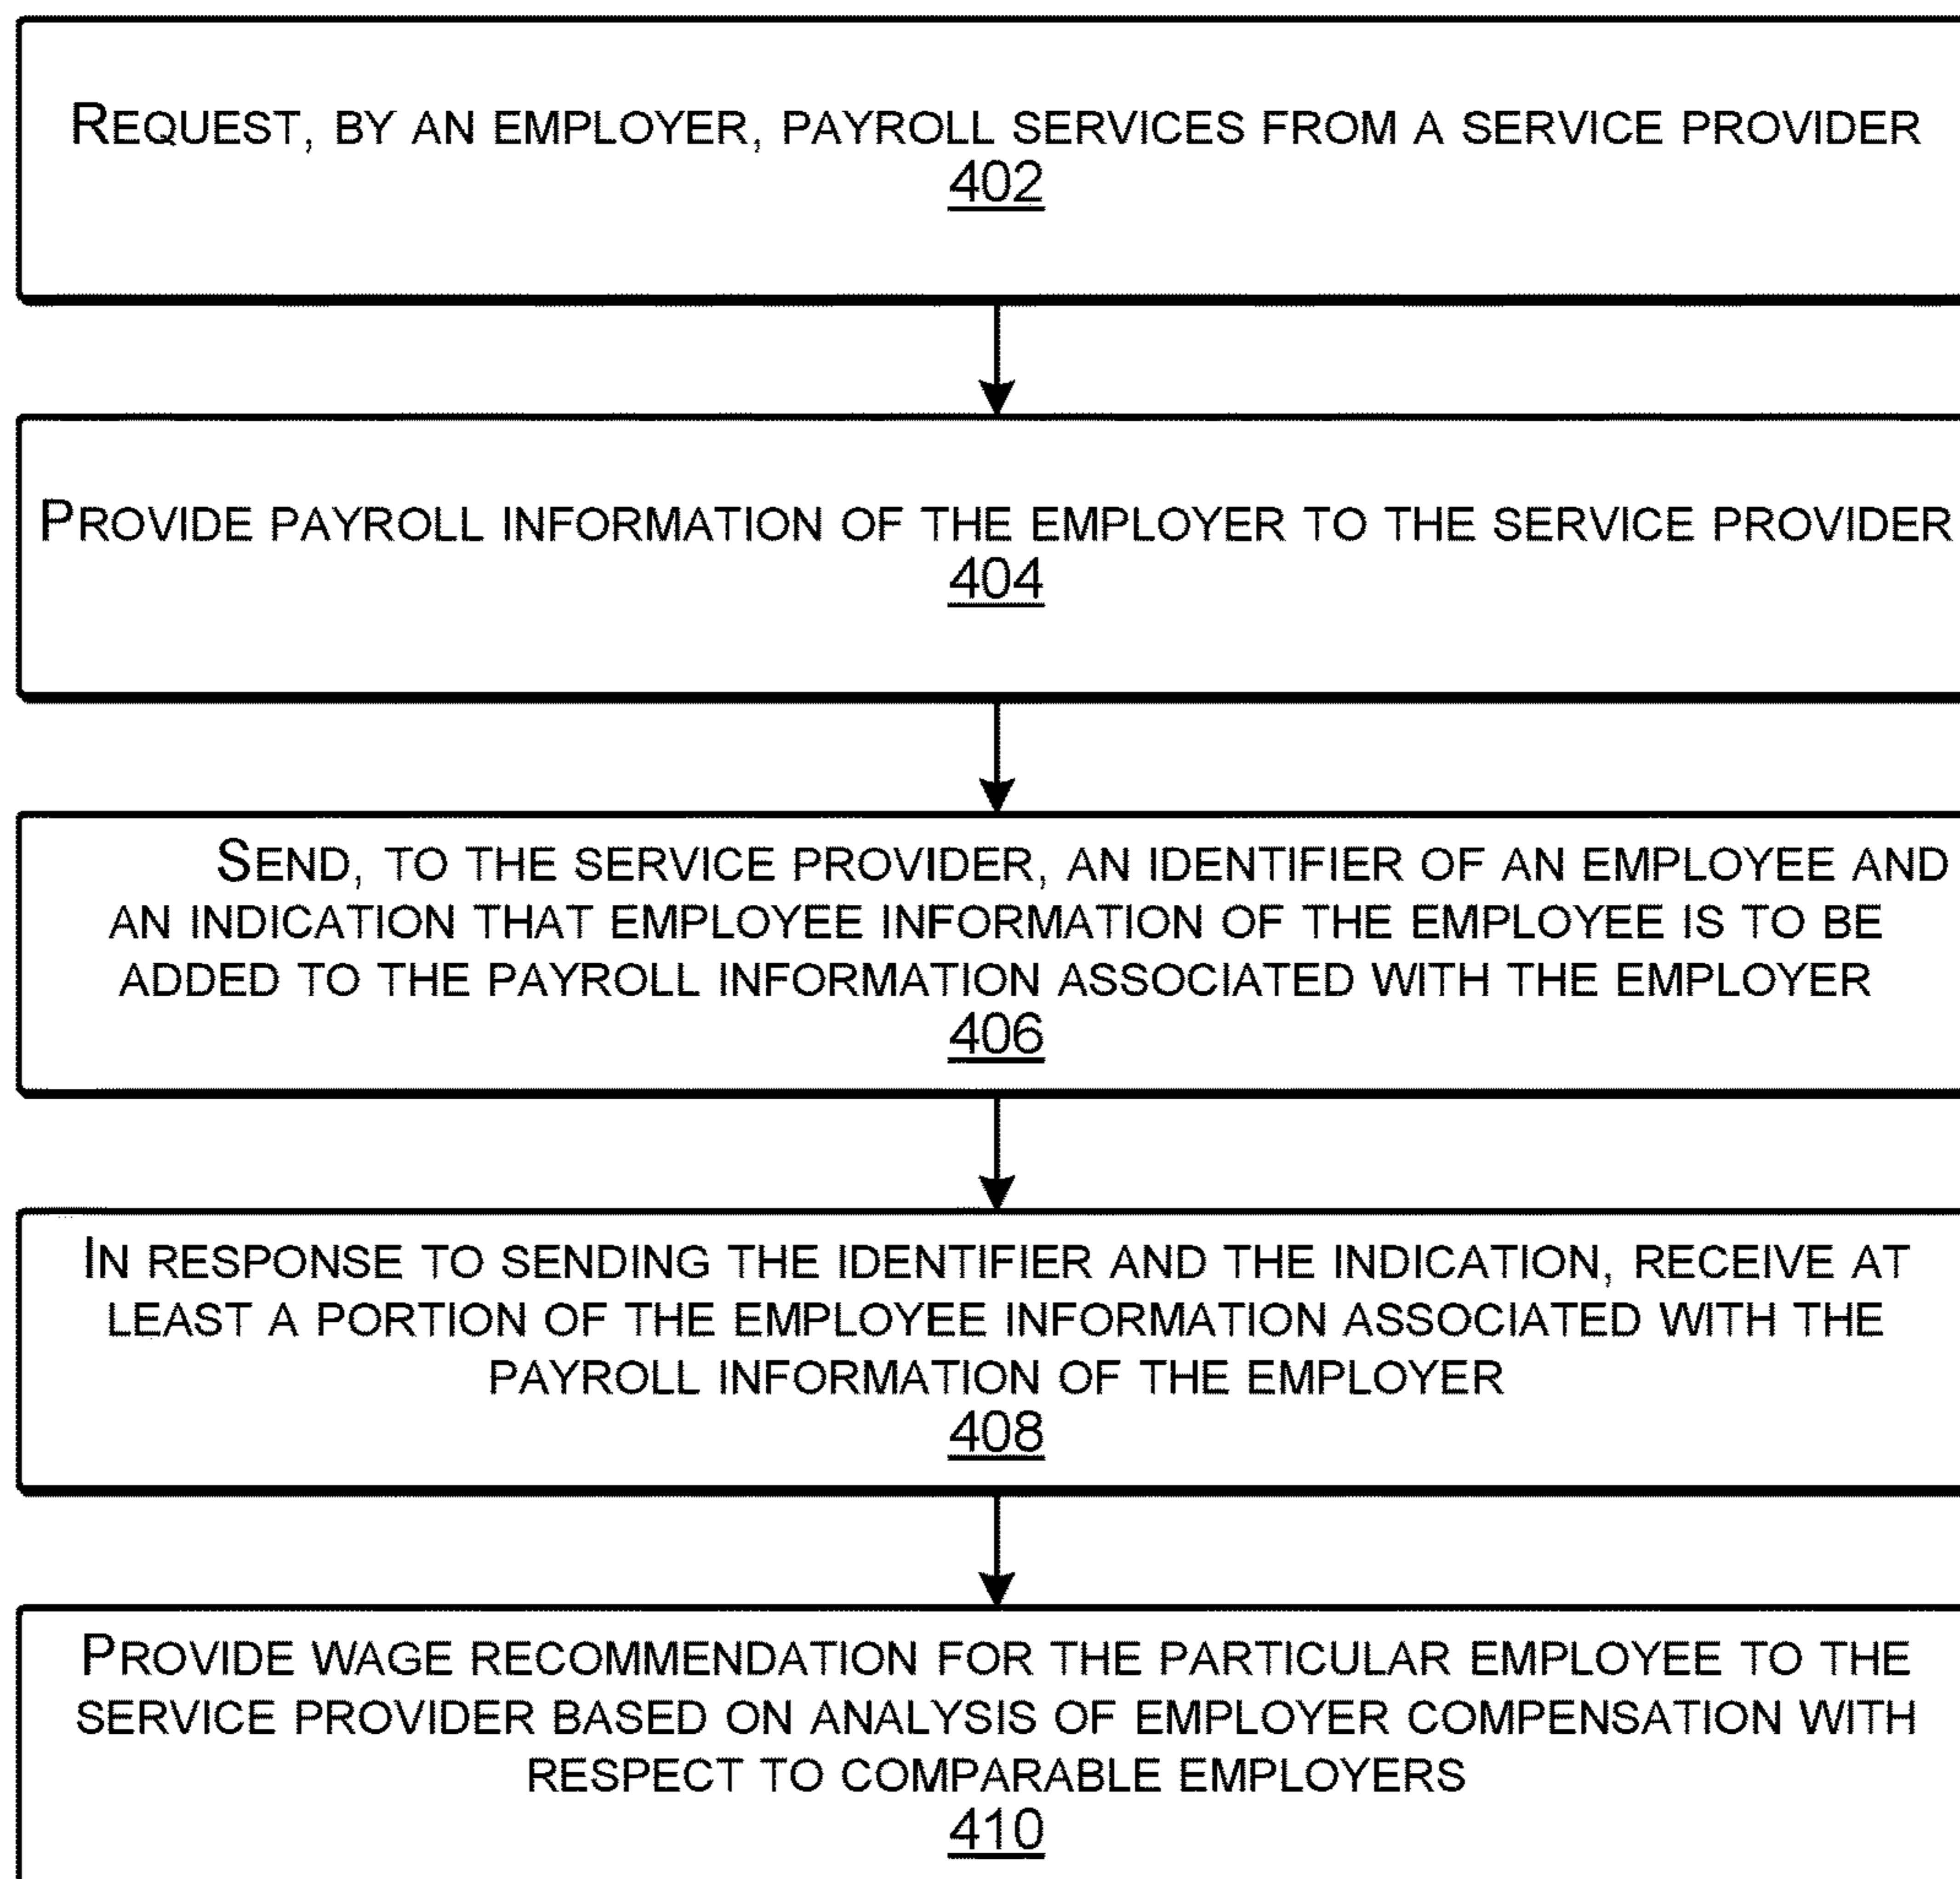 REQUEST, BY AN EMPLOYER, PAYROLL SERVICES FROM A SERVICE PROVIDER
402
PROVIDE PAYROLL INFORMATION OF THE EMPLOYER TO THE SERVICE PROVIDER
404
SEND, TO THE SERVICE PROVIDER, AN IDENTIFIER OF AN EMPLOYEE AND
AN INDICATION THAT EMPLOYEE INFORMATION OF THE EMPLOYEE IS TO BE
ADDED TO THE PAYROLL INFORMATION ASSOCIATED WITH THE EMPLOYER
406
IN RESPONSE TO SENDING THE IDENTIFIER AND THE INDICATION, RECEIVE AT
LEAST A PORTION OF THE EMPLOYEE INFORMATION ASSOCIATED WITH THE
PAYROLL INFORMATION OF THE EMPLOYER
408
PROVIDE WAGE RECOMMENDATION FOR THE PARTICULAR EMPLOYEE TO THE
SERVICE PROVIDER BASED ON ANALYSIS OF EMPLOYER COMPENSATION WITH
RESPECT TO COMPARABLE EMPLOYERS
410